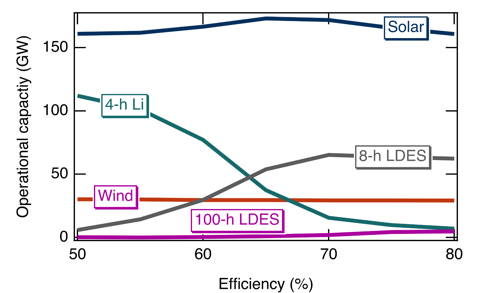 Operational capactiy (GW)
150
100
50
0
Solar
4-h Li
8-h LDES
Wind
100-h LDES
50
60
70
80
Efficiency (%)